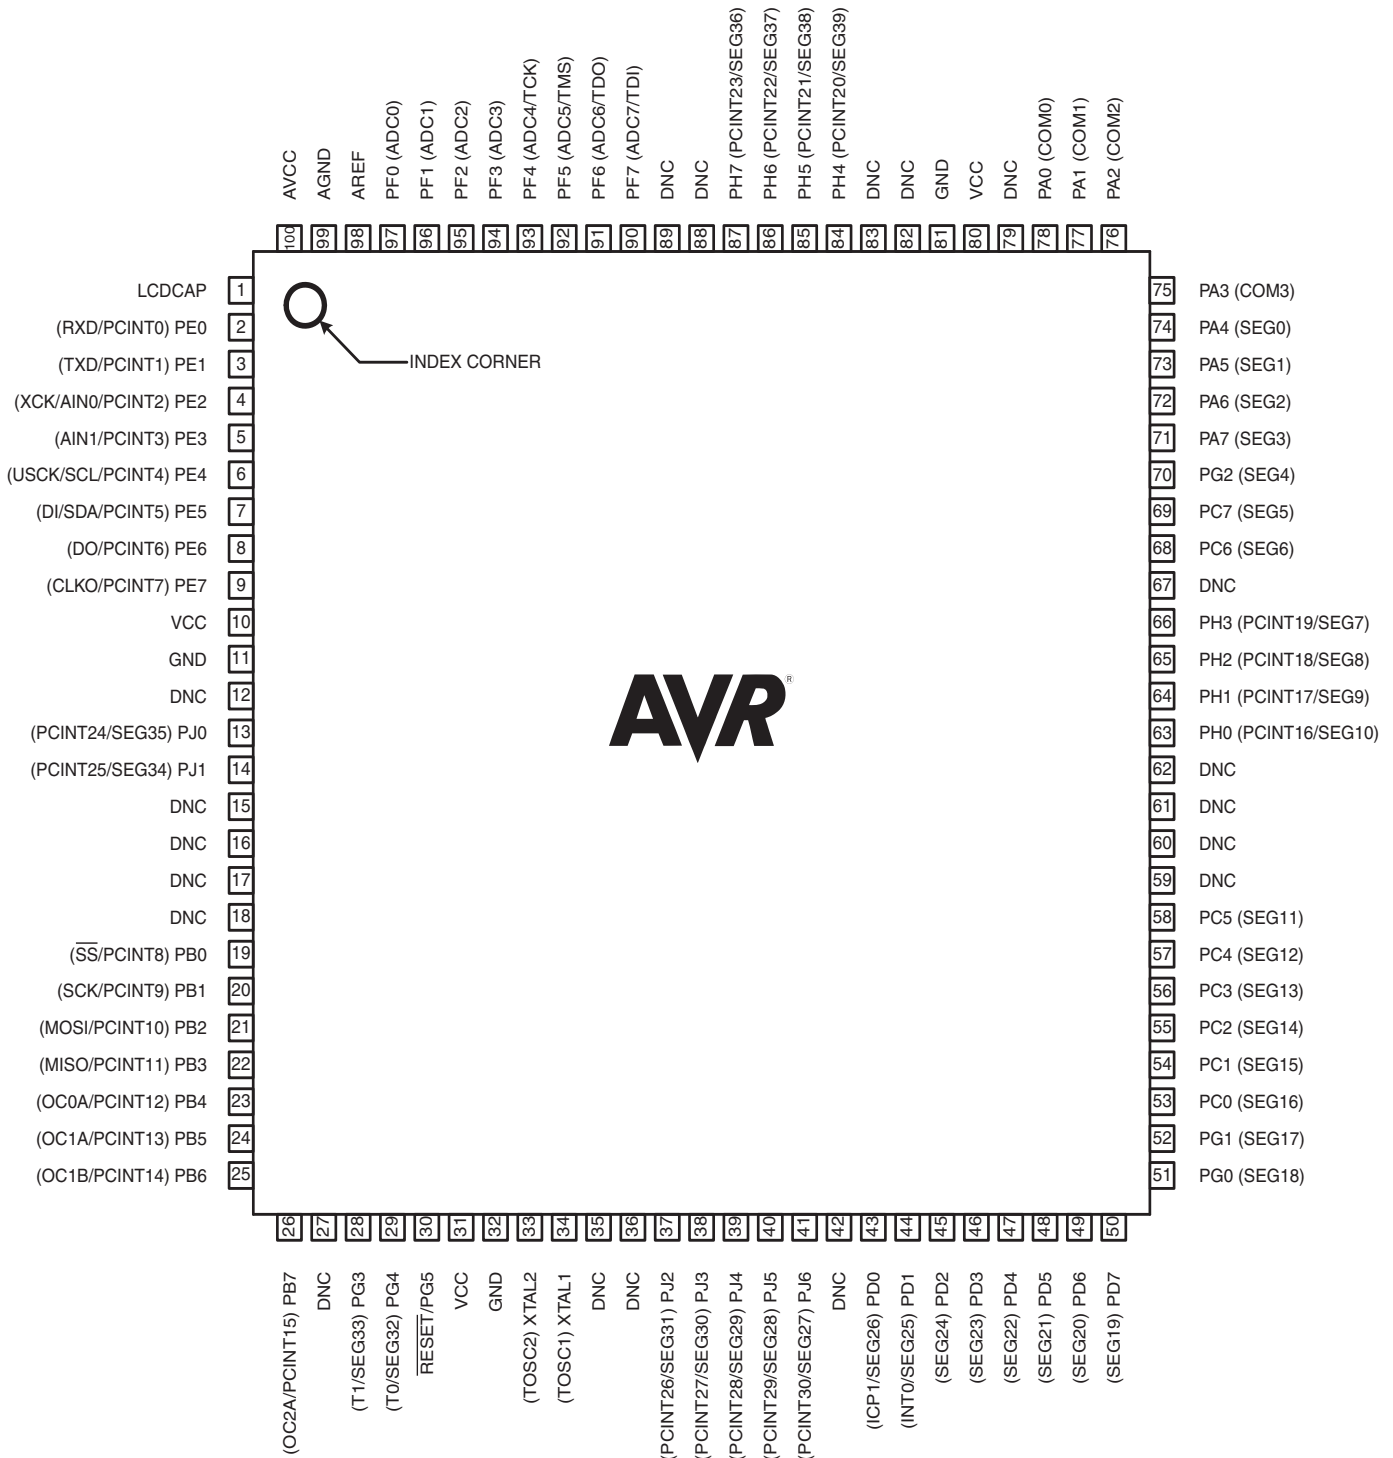 AVCC
AGND
AREF
PF0 (ADC0)
PF1 (ADC1)
PF2 (ADC2)
PF3 (ADC3)
PF4 (ADC4/TCK)
PF5 (ADC5/TMS)
PF6 (ADC6/TDO)
PF7 (ADC7/TDI)
DNC
DNC
PH7 (PCINT23/SEG36)
PH6 (PCINT22/SEG37)
PH5 (PCINT21/SEG38)
PH4 (PCINT20/SEG39)
DNC
DNC
GND
VCC
DNC
PA0 (COM0)
PA1 (COM1)
PA2 (COM2)
100 99 98 97 96 95 94 93 92 91 90 89 88 87 86 85 84 83 82 81 80 79 78 77 76
LCDCAP 1
(RXD/PCINT0) PE0 2
(TXD/PCINT1) PE1 3
(XCK/AIN0/PCINT2) PE2 4
(AIN1/PCINT3) PE3 5
(USCK/SCL/PCINT4) PE4 6
(DI/SDA/PCINT5) PE5 7
(DO/PCINT6) PE6 8
(CLKO/PCINT7) PE7 9
VCC 10
GND 11
DNC 12
(PCINT24/SEG35) PJ0 13
(PCINT25/SEG34) PJ1 14
DNC 15
DNC 16
DNC 17
DNC 18
(SS/PCINT8) PB0 19
(SCK/PCINT9) PB1 20
(MOSI/PCINT10) PB2 21
(MISO/PCINT11) PB3 22
(OC0A/PCINT12) PB4 23
(OC1A/PCINT13) PB5 24
(OC1B/PCINT14) PB6 25
INDEX CORNER
AVR®
75 PA3 (COM3)
74 PA4 (SEG0)
73 PA5 (SEG1)
72 PA6 (SEG2)
71 PA7 (SEG3)
70 PG2 (SEG4)
69 PC7 (SEG5)
68 PC6 (SEG6)
67 DNC
66 PH3 (PCINT19/SEG7)
65 PH2 (PCINT18/SEG8)
64 PH1 (PCINT17/SEG9)
63 PH0 (PCINT16/SEG10)
62 DNC
61 DNC
60 DNC
59 DNC
58 PC5 (SEG11)
57 PC4 (SEG12)
56 PC3 (SEG13)
55 PC2 (SEG14)
54 PC1 (SEG15)
53 PC0 (SEG16)
52 PG1 (SEG17)
51 PG0 (SEG18)
26 27 28 29 30 31 32 33 34 35 36 37 38 39 40 41 42 43 44 45 46 47 48 49 50
(OC2A/PCINT15) PB7
DNC
(T1/SEG33) PG3
(T0/SEG32) PG4
RESET/PG5
VCC
GND
(TOSC2) XTAL2
(TOSC1) XTAL1
DNC
DNC
(PCINT26/SEG31) PJ2
(PCINT27/SEG30) PJ3
(PCINT28/SEG29) PJ4
(PCINT29/SEG28) PJ5
(PCINT30/SEG27) PJ6
DNC
(ICP1/SEG26) PD0
(INT0/SEG25) PD1
(SEG24) PD2
(SEG23) PD3
(SEG22) PD4
(SEG21) PD5
(SEG20) PD6
(SEG19) PD7